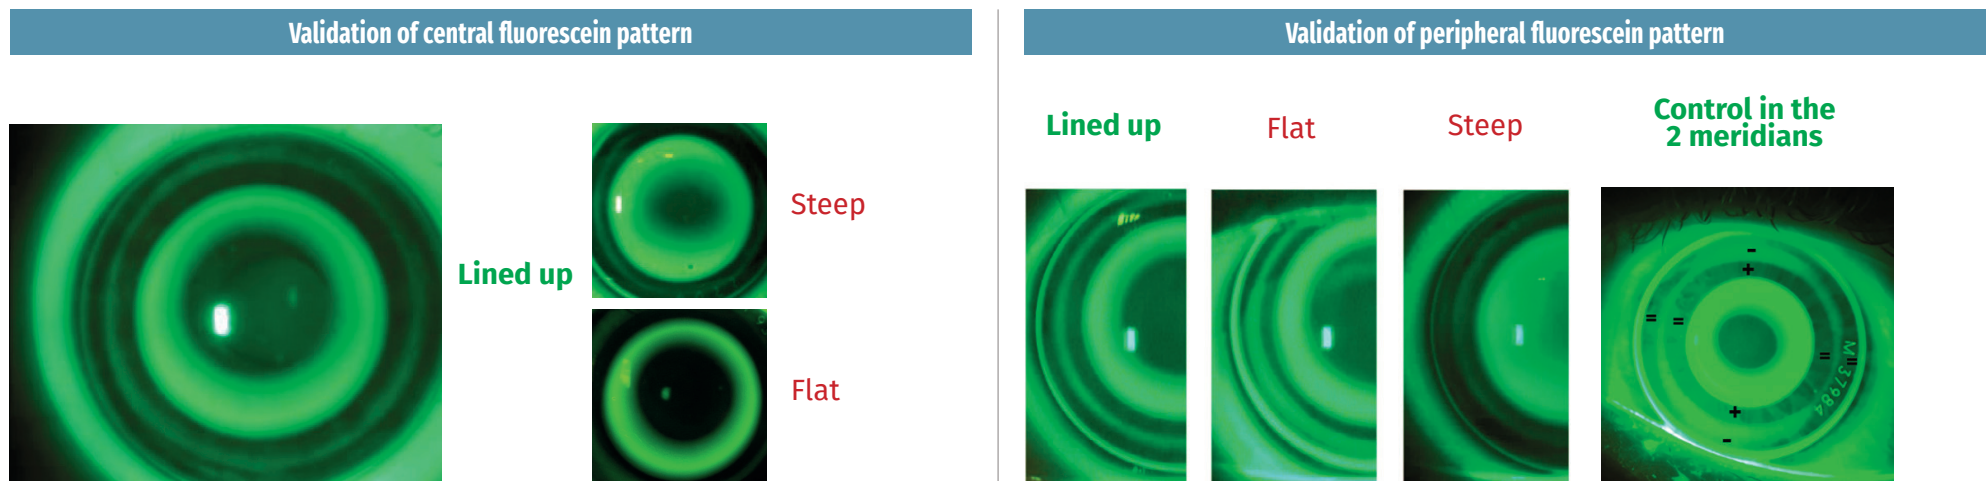 Validation of central fluorescein pattern
Lined up
Steep
Flat
Validation of peripheral fluorescein pattern
Lined up
Flat
Steep
Control in the
2 meridians
-
+
= =
= =
M 37984
+
-